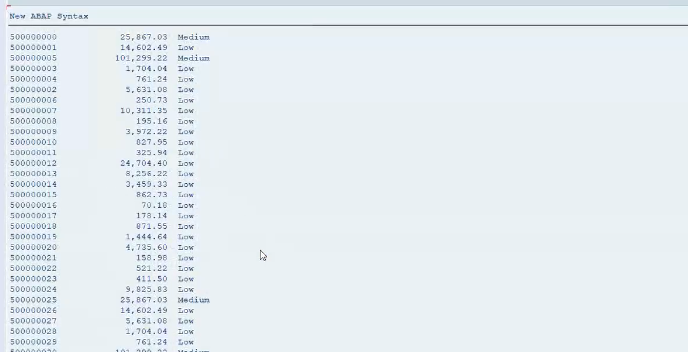 New ABAP Syntax
500000000 25,867.03 Medium
500000001 14,602.49 Low
500000005 101,299.22 Medium
500000003 1,704.04 Low
500000004 761.24 Low
500000002 5,631.08 Low
500000006 250.73 Low
500000007 10,311.35 Low
500000008 195.16 Low
500000009 3,972.22 Low
500000010 827.95 Low
500000011 325.94 Low
500000012 24,704.40 Low
500000013 8,256.22 Low
500000014 3,459.33 Low
500000015 862.73 Low
500000016 70.18 Low
500000017 178.14 Low
500000018 871.55 Low
500000019 1,444.64 Low
500000020 4,735.60 Low
500000021 158.98 Low
500000022 521.22 Low
500000023 411.50 Low
500000024 9,825.83 Low
500000025 25,867.03 Medium
500000026 14,602.49 Low
500000027 5,631.08 Low
500000028 1,704.04 Low
500000029 761.24 Low